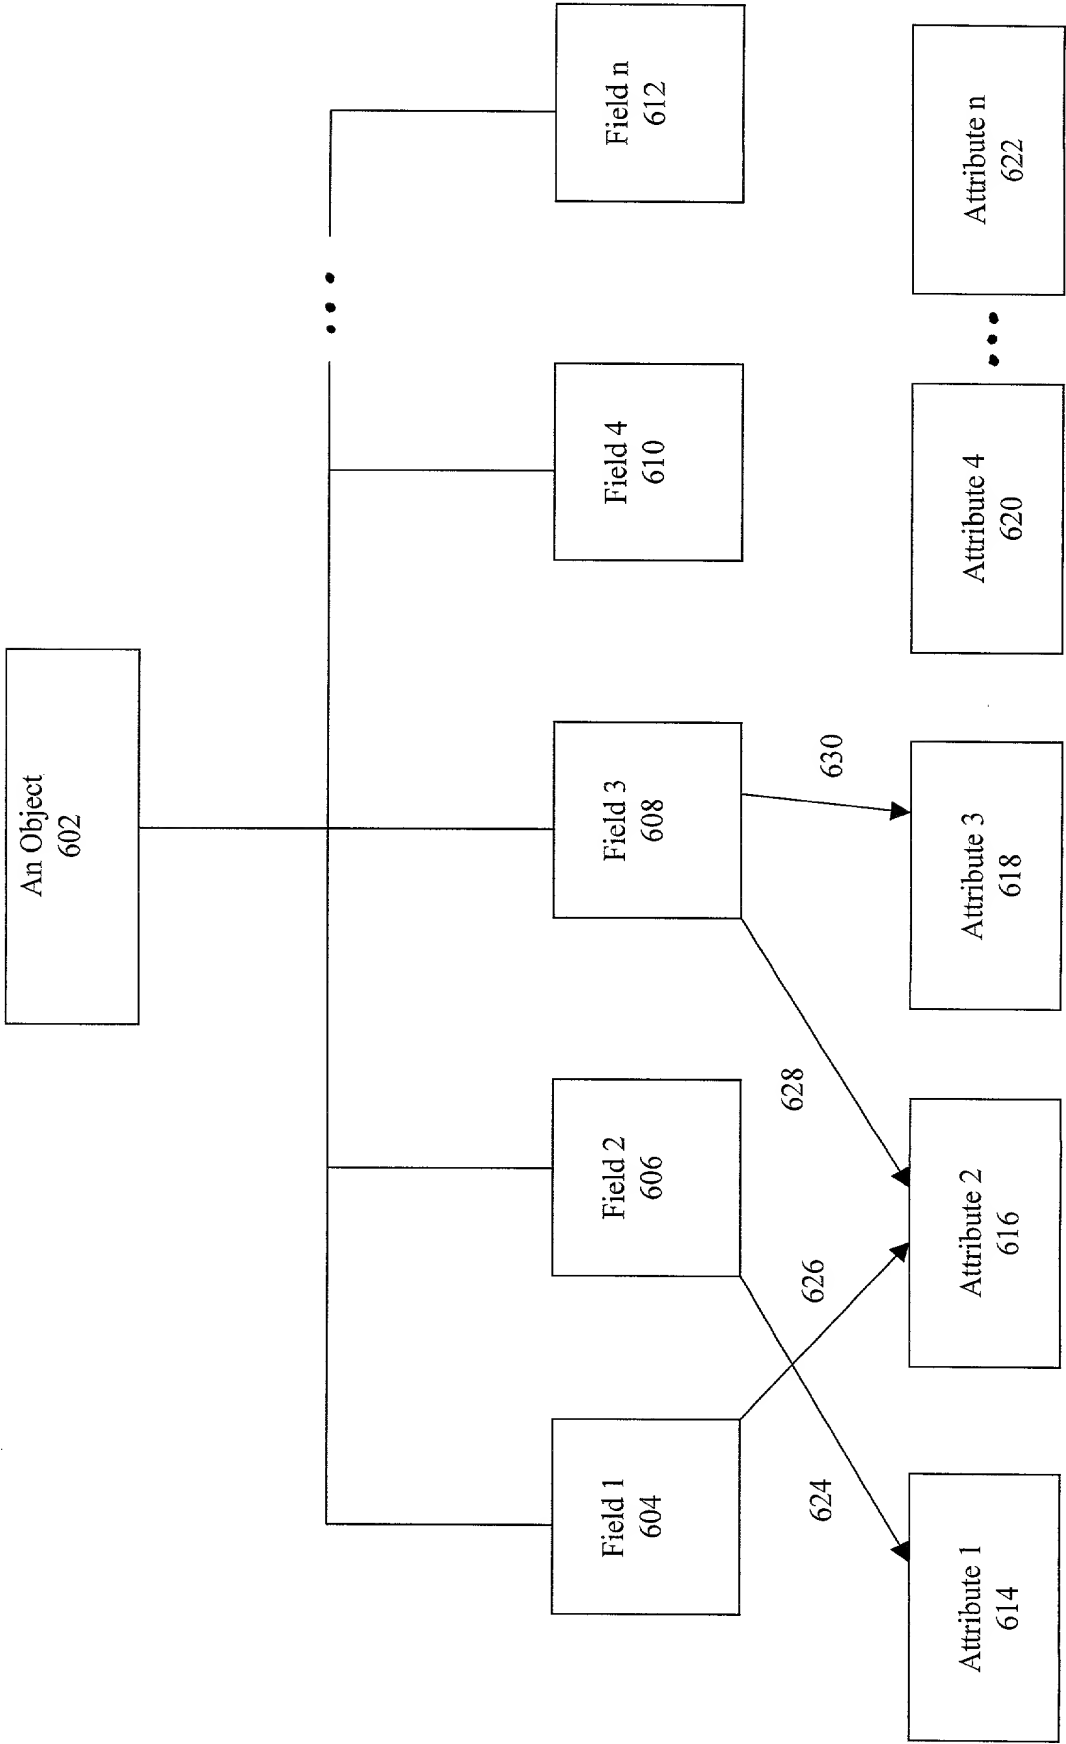 An Object
602
Field 1
604
Field 2
606
Field 3
608
Field 4
610
Field n
612
624
626
628
630
Attribute 1
614
Attribute 2
616
Attribute 3
618
Attribute 4
620
Attribute n
622